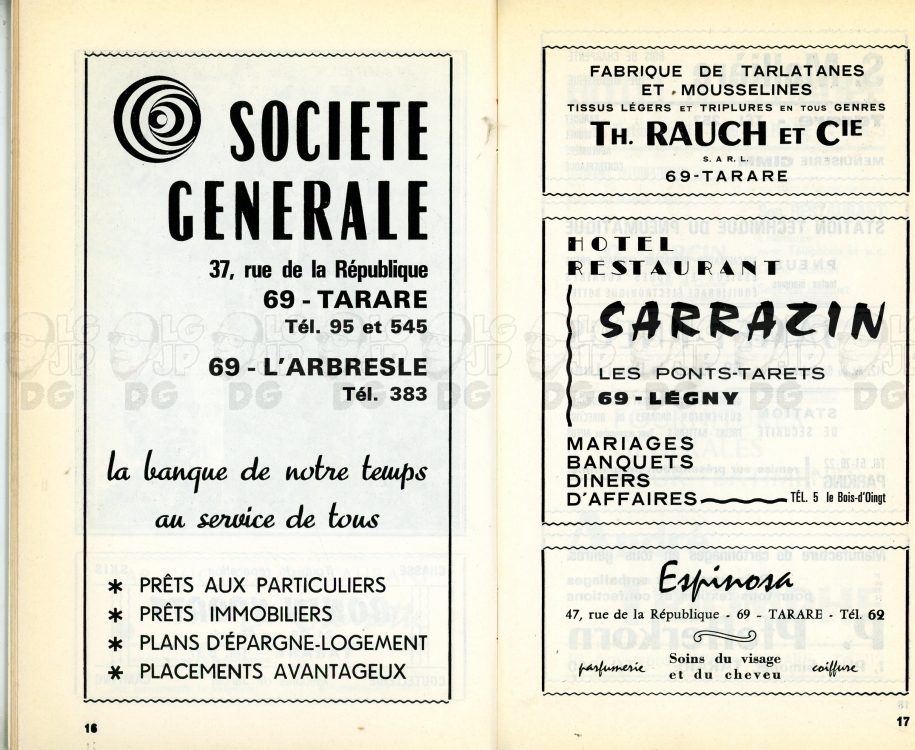 SOCIETE
GENERALE
37, rue de la République
69 - TARARE
Tél. 95 et 545
69 - L'ARBRESLE
Tél. 383
la banque de notre temps
au service de tous
* PRÊTS AUX PARTICULIERS
* PRÊTS IMMOBILIERS
* PLANS D'ÉPARGNE-LOGEMENT
* PLACEMENTS AVANTAGEUX
16
FABRIQUE DE TARLATANES
ET MOUSSELINES
TISSUS LÉGERS ET TRIPLURES EN TOUS GENRES
TH. RAUCH ET CIE
S. A R. L.
69-TARARE
HOTEL
RESTAURANT
SARRAZIN
LES PONTS-TARETS
69-LÉGNY
MARIAGES
BANQUETS
DINERS
D'AFFAIRES TÉL. 5 le Bois-d'Oingt
Espinosa
47, rue de la République - 69 - TARARE - Tél. 62
parfumerie Soins du visage et du cheveu coiffure
17
LG JP DG